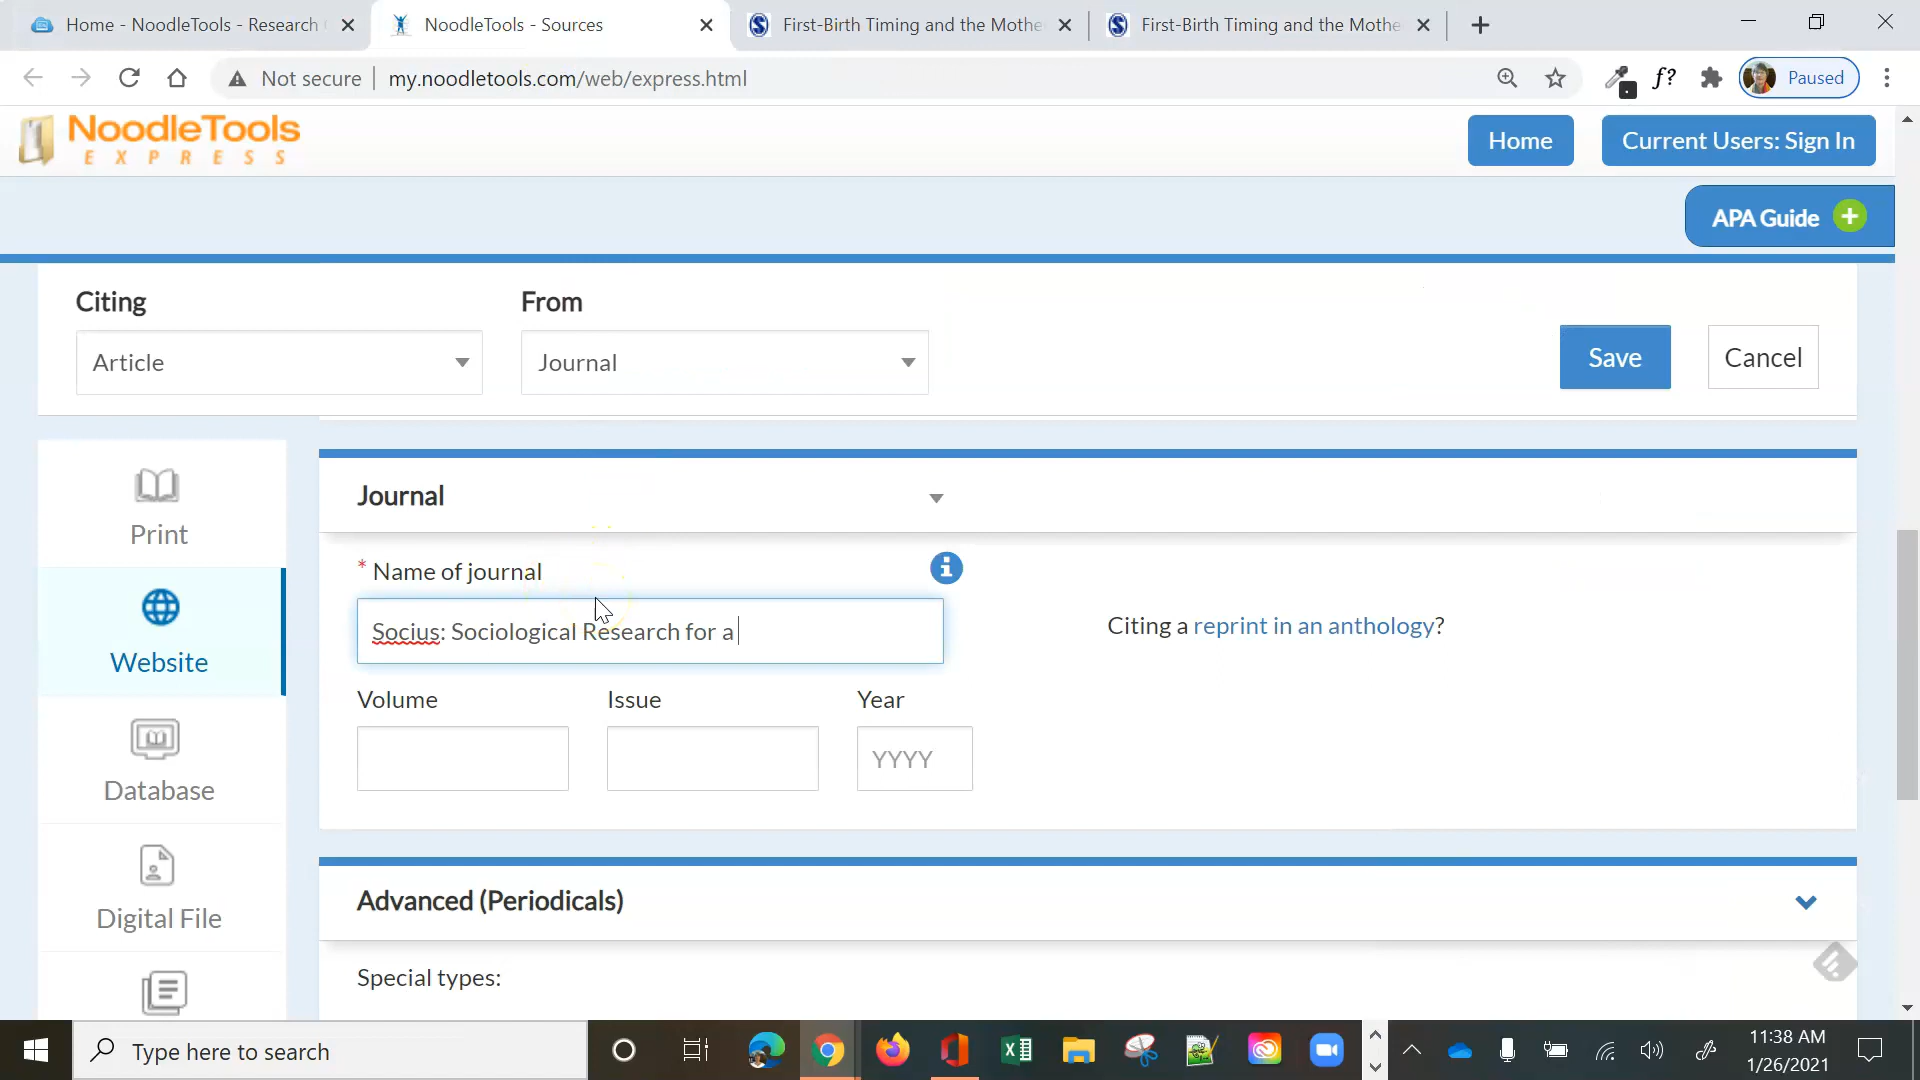 Home - NoodleTools - Research
NoodleTools - Sources
First-Birth Timing and the Mothe
First-Birth Timing and the Mothe
Not secure
my.noodletools.com/web/express.html
f?
Paused
NoodleTools
EXPRESS
Home
Current Users: Sign In
APA Guide
Citing
From
Article
Journal
Save
Cancel
Print
Website
Database
Digital File
Journal
* Name of journal
Socius: Sociological Research for a
Citing a reprint in an anthology?
Volume
Issue
Year
YYYY
Advanced (Periodicals)
Special types:
Type here to search
11:38 AM
1/26/2021